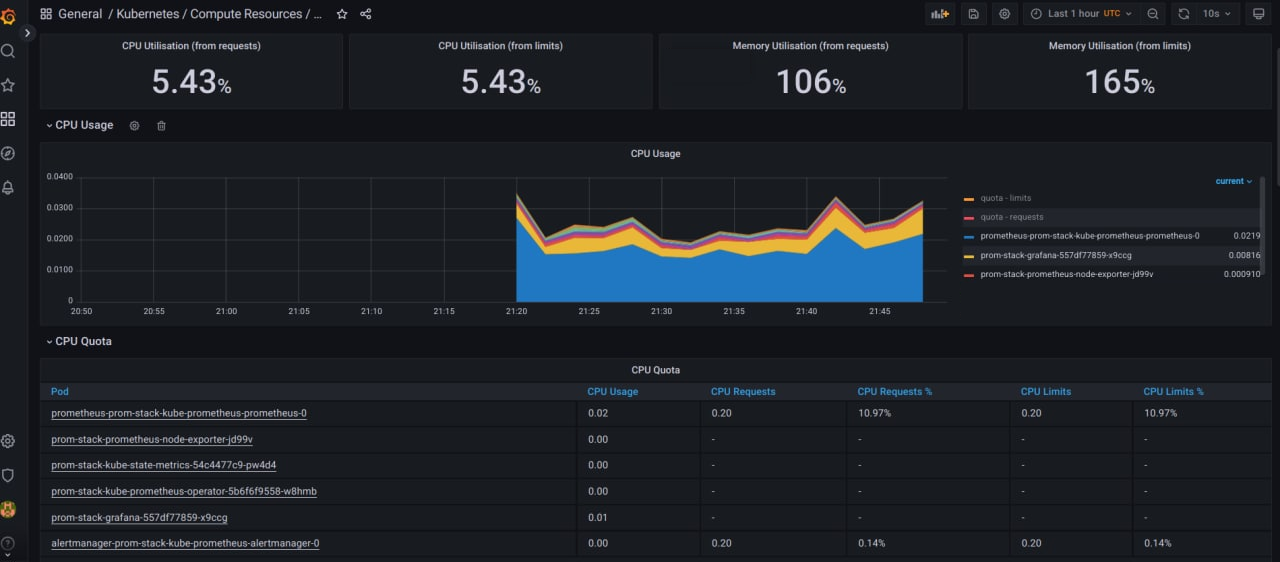 General / Kubernetes / Compute Resources / ...
Last 1 hour UTC
10s
CPU Utilisation (from requests)
5.43%
CPU Utilisation (from limits)
5.43%
Memory Utilisation (from requests)
106%
Memory Utilisation (from limits)
165%
CPU Usage
CPU Usage
0.0400
0.0300
0.0200
0.0100
0
20:50 20:55 21:00 21:05 21:10 21:15 21:20 21:25 21:30 21:35 21:40 21:45
current
quota - limits
quota - requests
prometheus-prom-stack-kube-prometheus-prometheus-0 0.0219
prom-stack-grafana-557df77859-x9ccg 0.00816
prom-stack-prometheus-node-exporter-jd99v 0.000910
CPU Quota
CPU Quota
Pod CPU Usage CPU Requests CPU Requests % CPU Limits CPU Limits %
prometheus-prom-stack-kube-prometheus-prometheus-0 0.02 0.20 10.97% 0.20 10.97%
prom-stack-prometheus-node-exporter-jd99v 0.00 - - - -
prom-stack-kube-state-metrics-54c4477c9-pw4d4 0.00 - - - -
prom-stack-kube-prometheus-operator-5b6f6f9558-w8hmb 0.00 - - - -
prom-stack-grafana-557df77859-x9ccg 0.01 - - - -
alertmanager-prom-stack-kube-prometheus-alertmanager-0 0.00 0.20 0.14% 0.20 0.14%